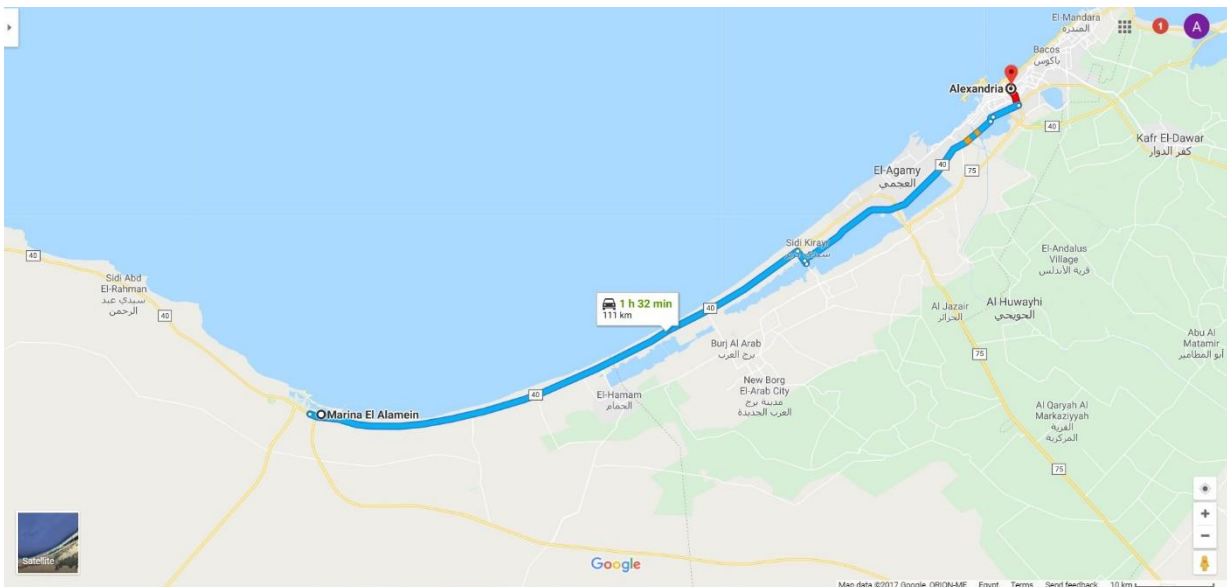 El-Mandara
المندره
1
A
Bacos
باكوس
Alexandria
40
Kafr El-Dawar
كفر الدوار
El-Agamy
العجمي
40
75
Sidi Kirayr
40
Sidi Abd
El-Rahman
سيدي عبد
الرحمن
40
El-Andalus
Village
قرية الأندلس
1 h 32 min
111 km
40
Al Jazair
الجزائر
Al Huwayhi
الحويحي
Abu Al
Matamir
أبو المطامير
Burj Al Arab
برج العرب
75
New Borg
El-Arab City
مدينة برج
العرب الجديدة
40
El-Hamam
الحمام
Marina El Alamein
Al Qaryah Al
Markaziyyah
القرية
المركزية
75
Satellite
Google
Map data ©2017 Google, ORION-ME Egypt Terms Send feedback 10 km